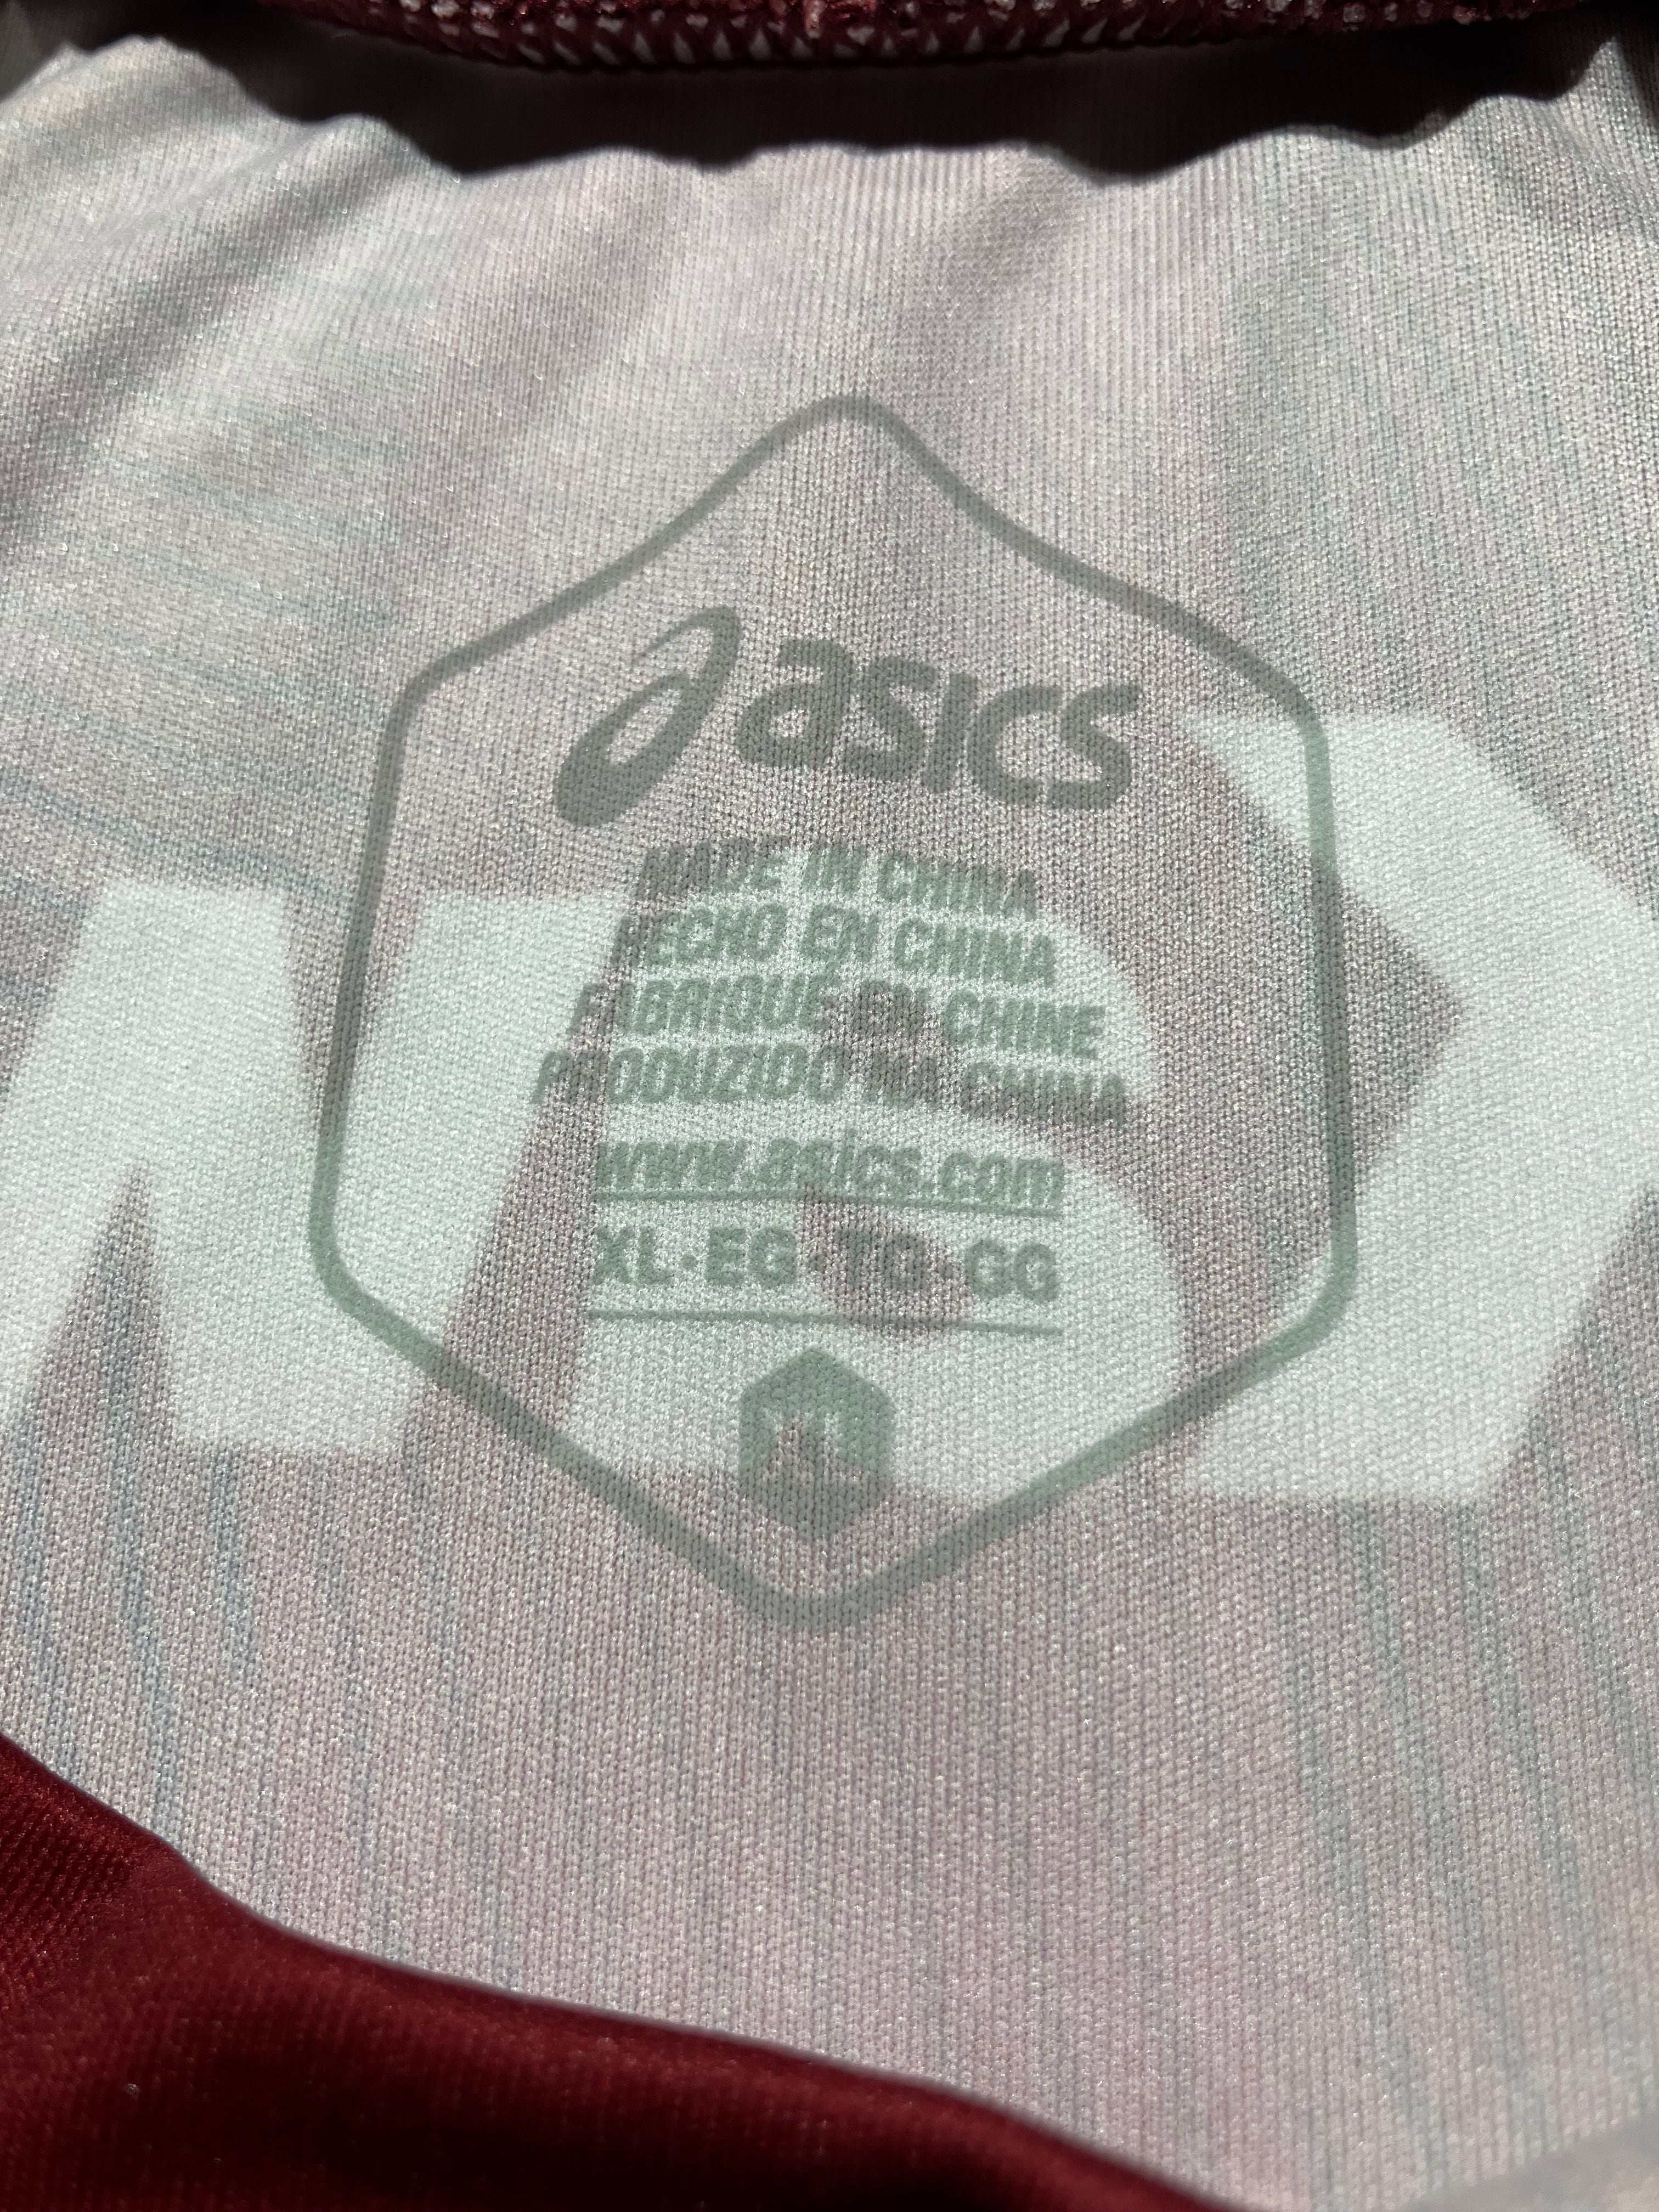 asics
MADE IN CHINA
HECHO EN CHINA
FABRIQUÉ EN CHINE
PRODUZIDO NA CHINA
www.asics.com
XL·EG·TG·GG